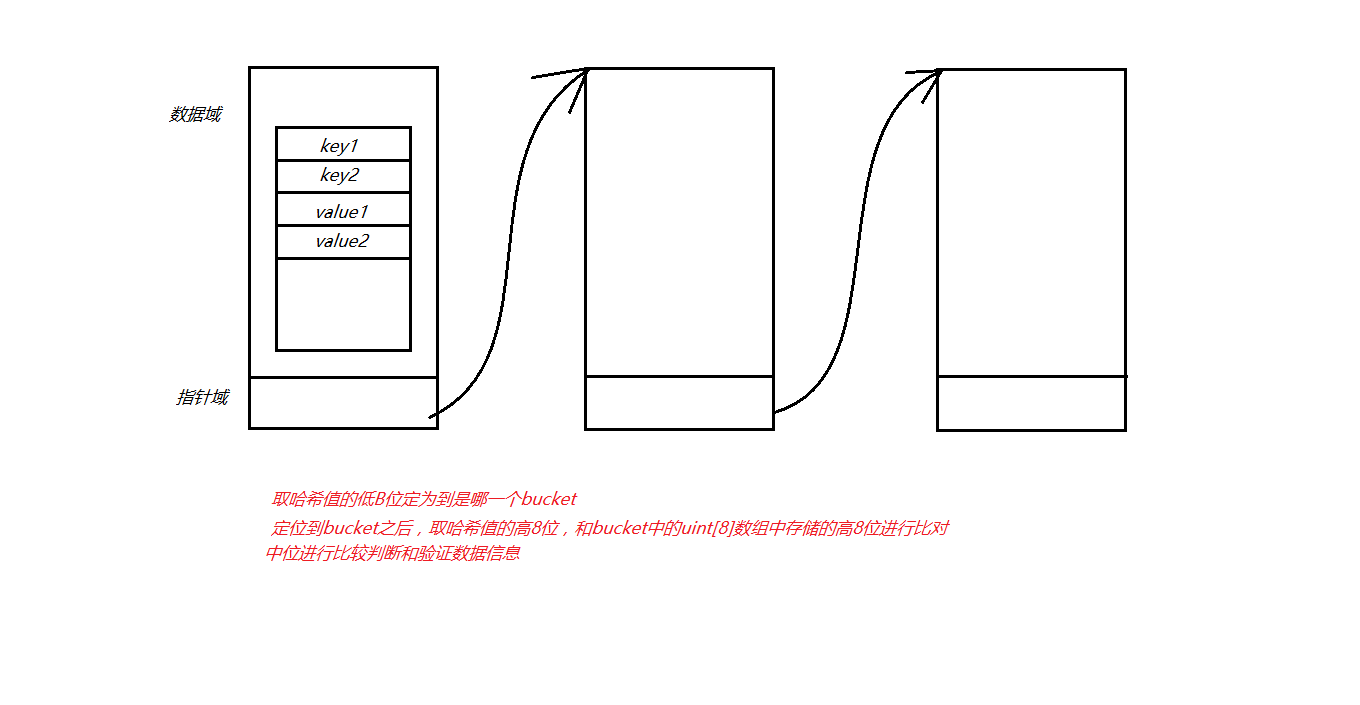 数据域
key1
key2
value1
value2
指针域
取哈希值的低B位定为到是哪一个bucket
定位到bucket之后，取哈希值的高8位，和bucket中的uint[8]数组中存储的高8位进行比对
中位进行比较判断和验证数据信息